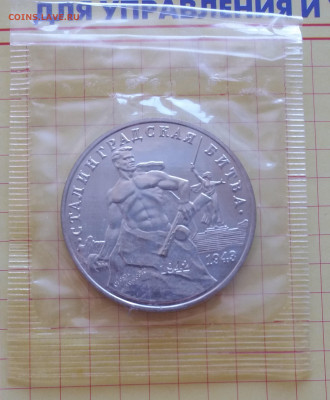 COINS.LAVE.RU
ДЛЯ УПРАВЛЕНИЯ И
•СТАЛИНГРАДСКАЯ БИТВА•
1942 1943